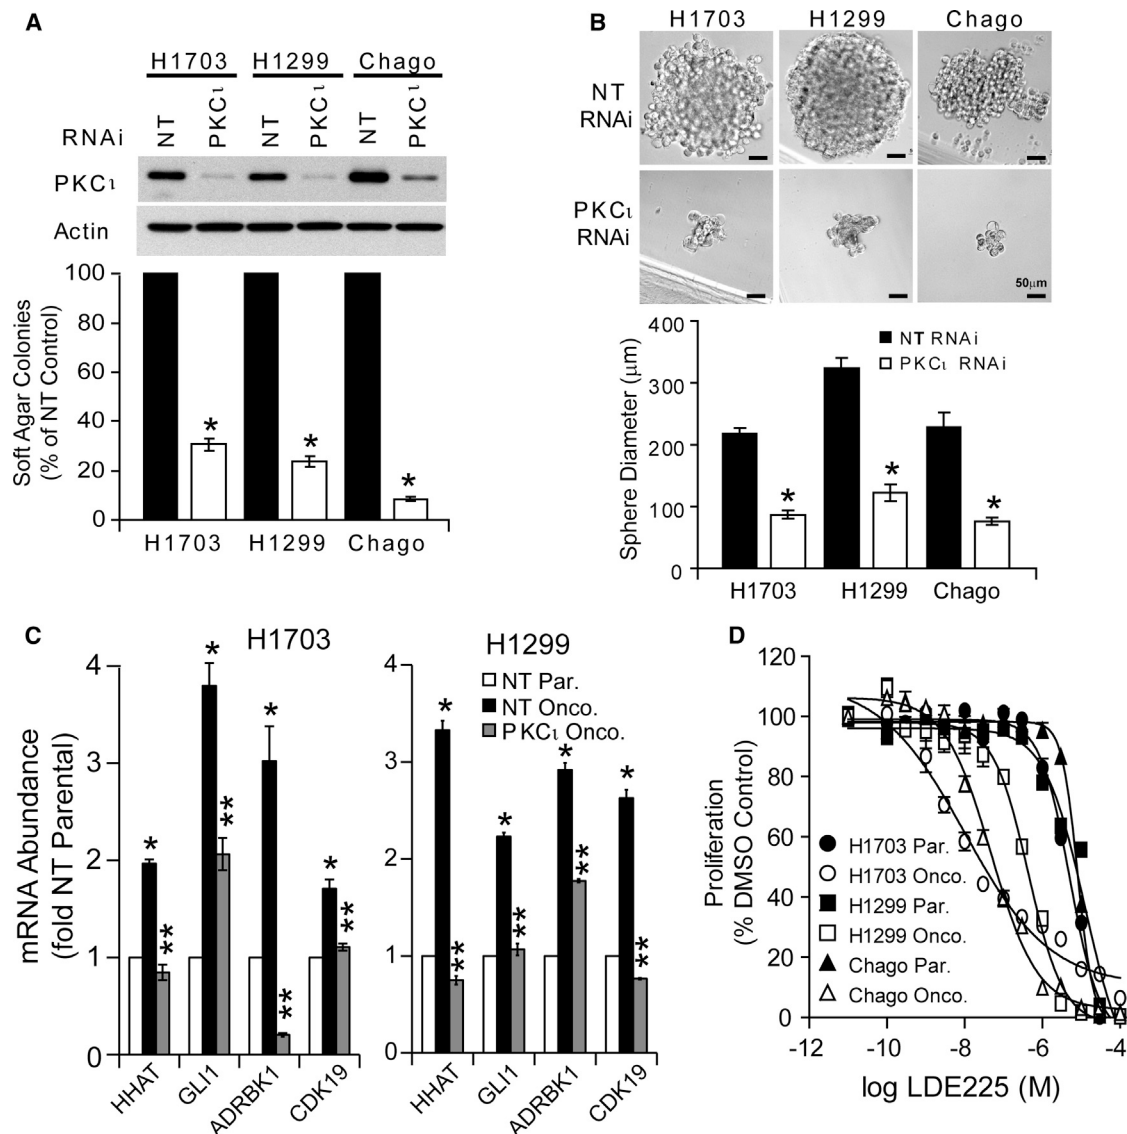 A
H1703 H1299 Chago
RNAi NT PKCι NT PKCι NT PKCι
PKCι
Actin
Soft Agar Colonies
(% of NT Control)
100
80
60
40
20
0
*
*
*
H1703 H1299 Chago
B
H1703 H1299 Chago
NT
RNAi
PKCι
RNAi
50μm
Sphere Diameter (μm)
400
300
200
100
0
NT RNAi
PKCι RNAi
*
*
*
H1703 H1299 Chago
C
H1703
mRNA Abundance
(fold NT Parental)
4
3
2
1
0
* ** * ** * ** * **
HHAT GLI1 ADRBK1 CDK19
H1299
NT Par.
NT Onco.
PKCι Onco.
4
3
2
1
0
* ** * ** * ** * **
HHAT GLI1 ADRBK1 CDK19
D
Proliferation
(% DMSO Control)
120
100
80
60
40
20
0
H1703 Par.
H1703 Onco.
H1299 Par.
H1299 Onco.
Chago Par.
Chago Onco.
-12 -10 -8 -6 -4
log LDE225 (M)